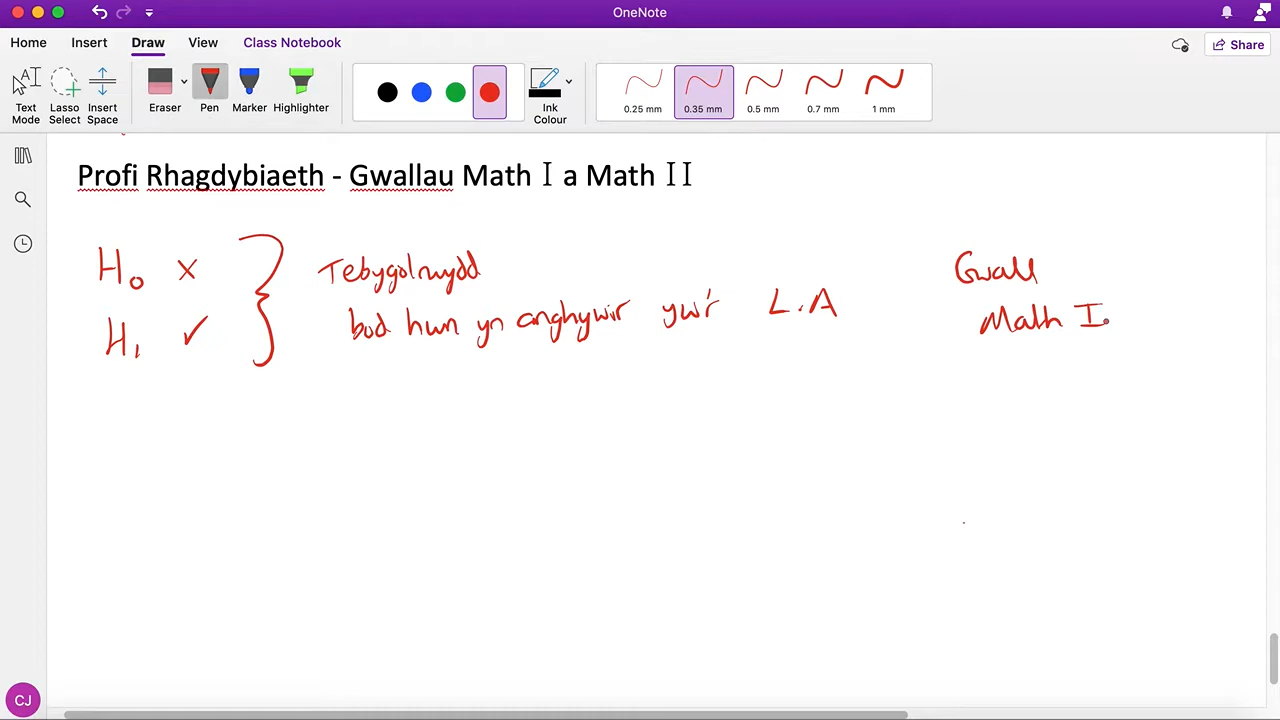 OneNote
Home Insert Draw View Class Notebook
Share
Text Mode
Lasso Select
Insert Space
Eraser
Pen
Marker
Highlighter
Ink Colour
0.25 mm 0.35 mm 0.5 mm 0.7 mm 1 mm
Profi Rhagdybiaeth - Gwallau Math I a Math II
H₀ ×
H₁ ✓
Tebygolrwydd
bod hwn yn anghywir yw'r L.A
Gwall
Math I
CJ